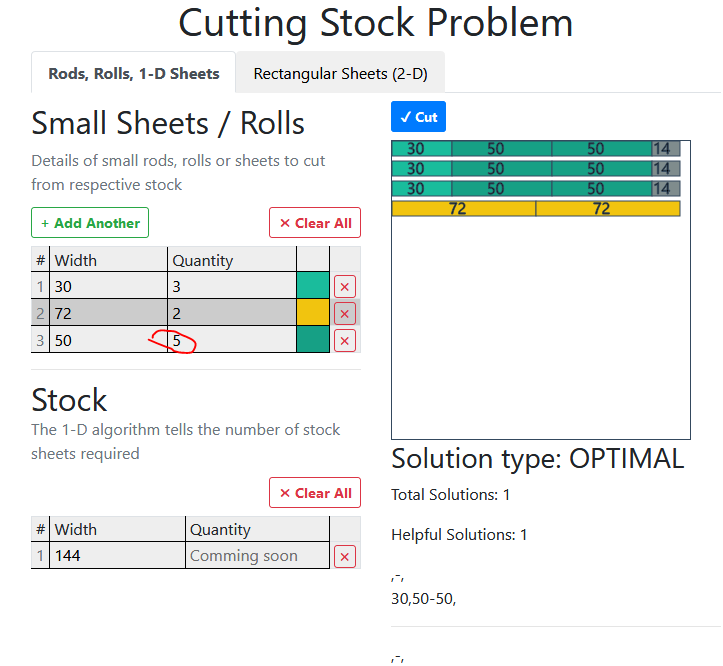 Cutting Stock Problem
Rods, Rolls, 1-D Sheets
Rectangular Sheets (2-D)
Small Sheets / Rolls
Details of small rods, rolls or sheets to cut
from respective stock
+ Add Another
× Clear All
# Width Quantity
1 30 3 ×
2 72 2 ×
3 50 5 ×
Stock
The 1-D algorithm tells the number of stock
sheets required
× Clear All
# Width Quantity
1 144 Comming soon ×
✓ Cut
30 50 50 14
30 50 50 14
30 50 50 14
72 72
Solution type: OPTIMAL
Total Solutions: 1
Helpful Solutions: 1
,-,
30,50-50,
,-,